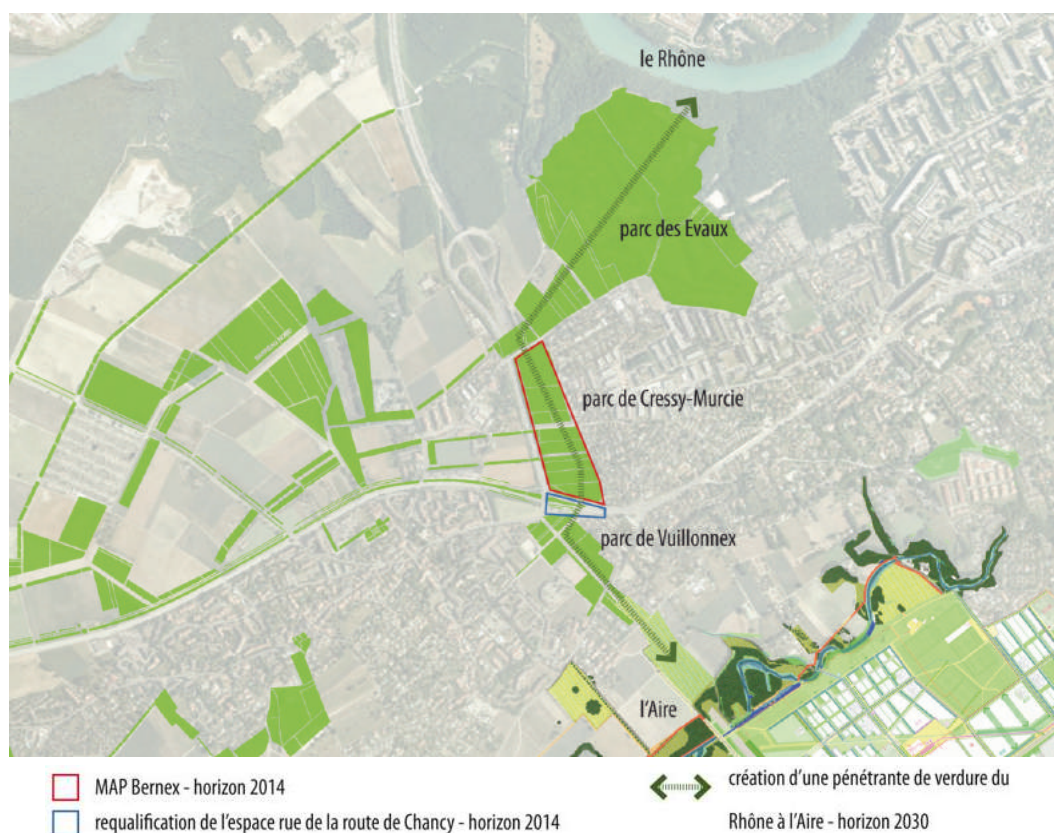 le Rhône
parc des Evaux
parc de Cressy-Murcie
parc de Vuillonnex
l'Aire
MAP Bernex - horizon 2014
requalification de l'espace rue de la route de Chancy - horizon 2014
création d'une pénétrante de verdure du
Rhône à l'Aire - horizon 2030